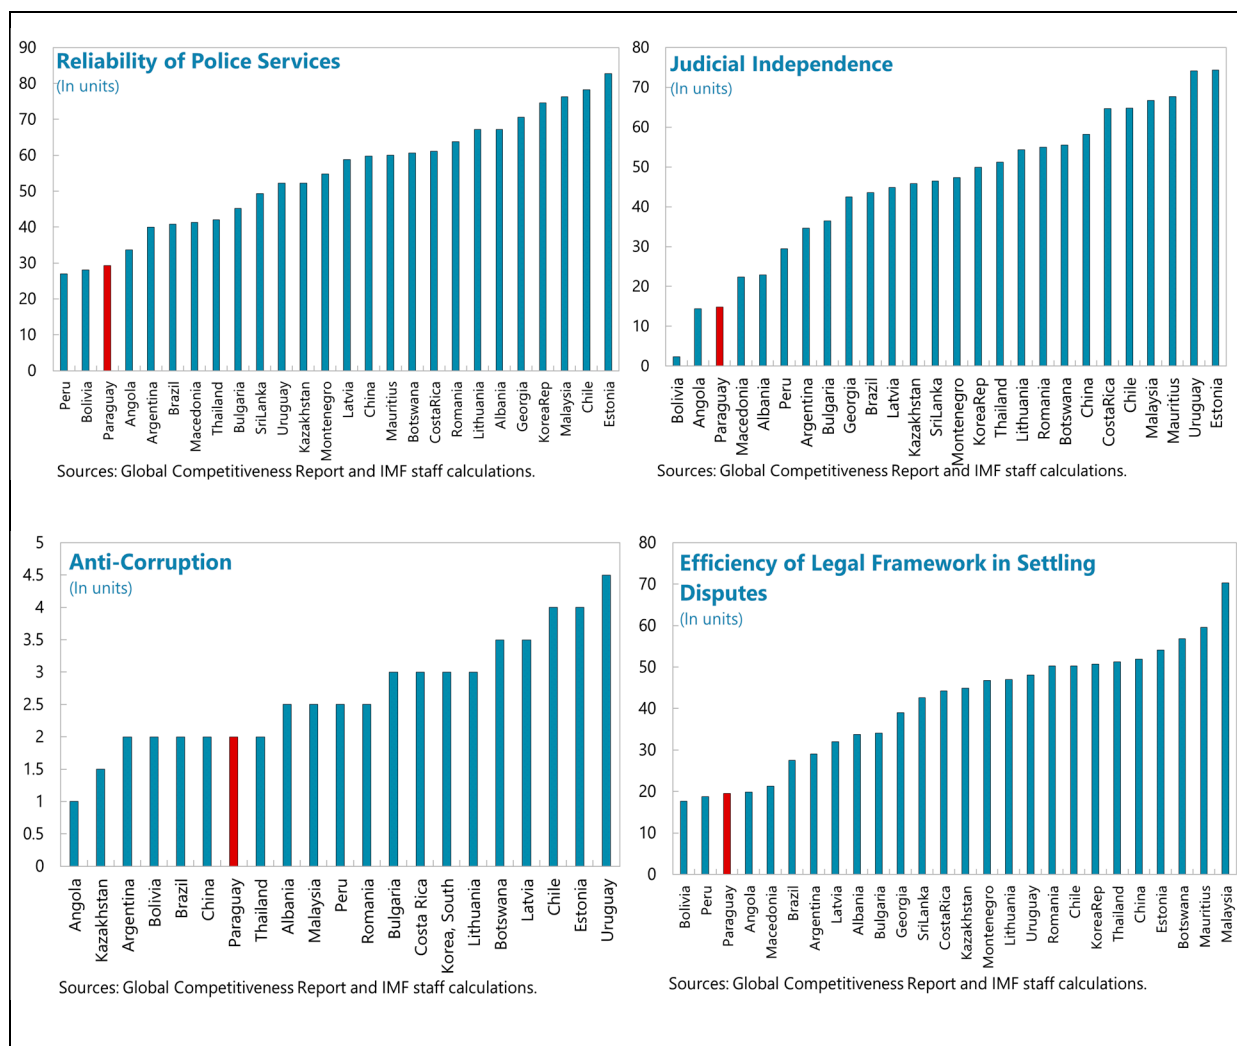 Reliability of Police Services
(In units)
90
80
70
60
50
40
30
20
10
0
Peru
Bolivia
Paraguay
Angola
Argentina
Brazil
Macedonia
Thailand
Bulgaria
SriLanka
Uruguay
Kazakhstan
Montenegro
Latvia
China
Mauritius
Botswana
CostaRica
Romania
Lithuania
Albania
Georgia
KoreaRep
Malaysia
Chile
Estonia
Sources: Global Competitiveness Report and IMF staff calculations.
Judicial Independence
(In units)
80
70
60
50
40
30
20
10
0
Bolivia
Angola
Paraguay
Macedonia
Albania
Peru
Argentina
Bulgaria
Georgia
Brazil
Latvia
Kazakhstan
SriLanka
Montenegro
KoreaRep
Thailand
Lithuania
Romania
Botswana
China
CostaRica
Chile
Malaysia
Mauritius
Uruguay
Estonia
Sources: Global Competitiveness Report and IMF staff calculations.
Anti-Corruption
(In units)
5
4.5
4
3.5
3
2.5
2
1.5
1
0.5
0
Angola
Kazakhstan
Argentina
Bolivia
Brazil
China
Paraguay
Thailand
Albania
Malaysia
Peru
Romania
Bulgaria
Costa Rica
Korea, South
Lithuania
Botswana
Latvia
Chile
Estonia
Uruguay
Sources: Global Competitiveness Report and IMF staff calculations.
Efficiency of Legal Framework in Settling
Disputes
(In units)
80
70
60
50
40
30
20
10
0
Bolivia
Peru
Paraguay
Angola
Macedonia
Brazil
Argentina
Latvia
Albania
Bulgaria
Georgia
SriLanka
CostaRica
Kazakhstan
Montenegro
Lithuania
Uruguay
Romania
Chile
KoreaRep
Thailand
China
Estonia
Botswana
Mauritius
Malaysia
Sources: Global Competitiveness Report and IMF staff calculations.